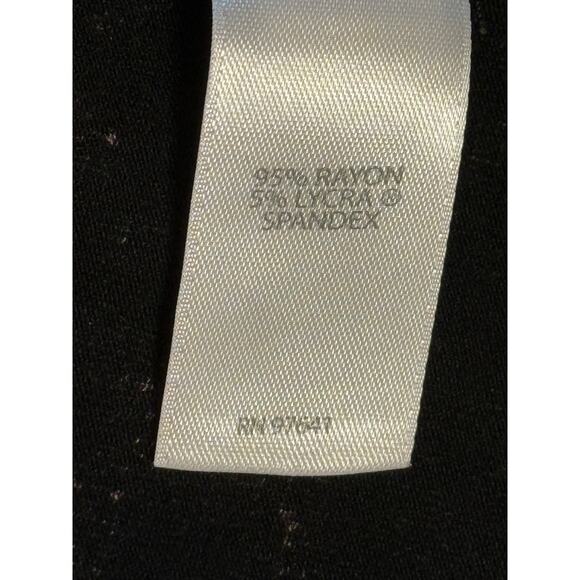 95% RAYON
5% LYCRA ®
SPANDEX
RN 97641